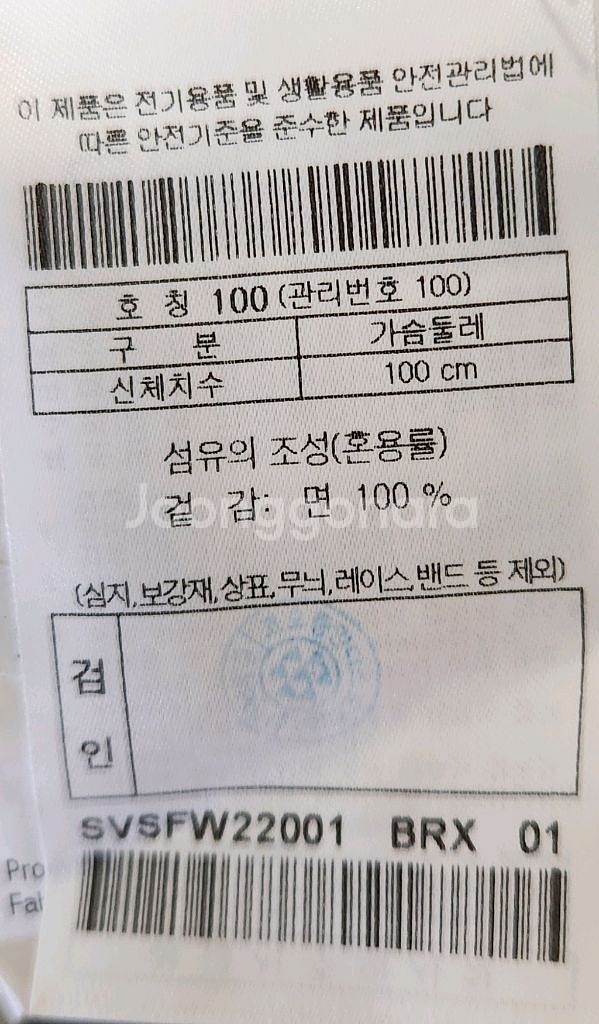 이 제품은 전기용품 및 생활용품 안전관리법에
따른 안전기준을 준수한 제품입니다
호 칭 100 (관리번호 100)
구 분 가슴둘레
신체치수 100 cm
섬유의 조성(혼용률)
겉 감: 면 100 %
Joonggonara
(심지,보강재,상표,무늬,레이스,밴드 등 제외)
검
인
SVSFW22001 BRX 01
Pro
Fab